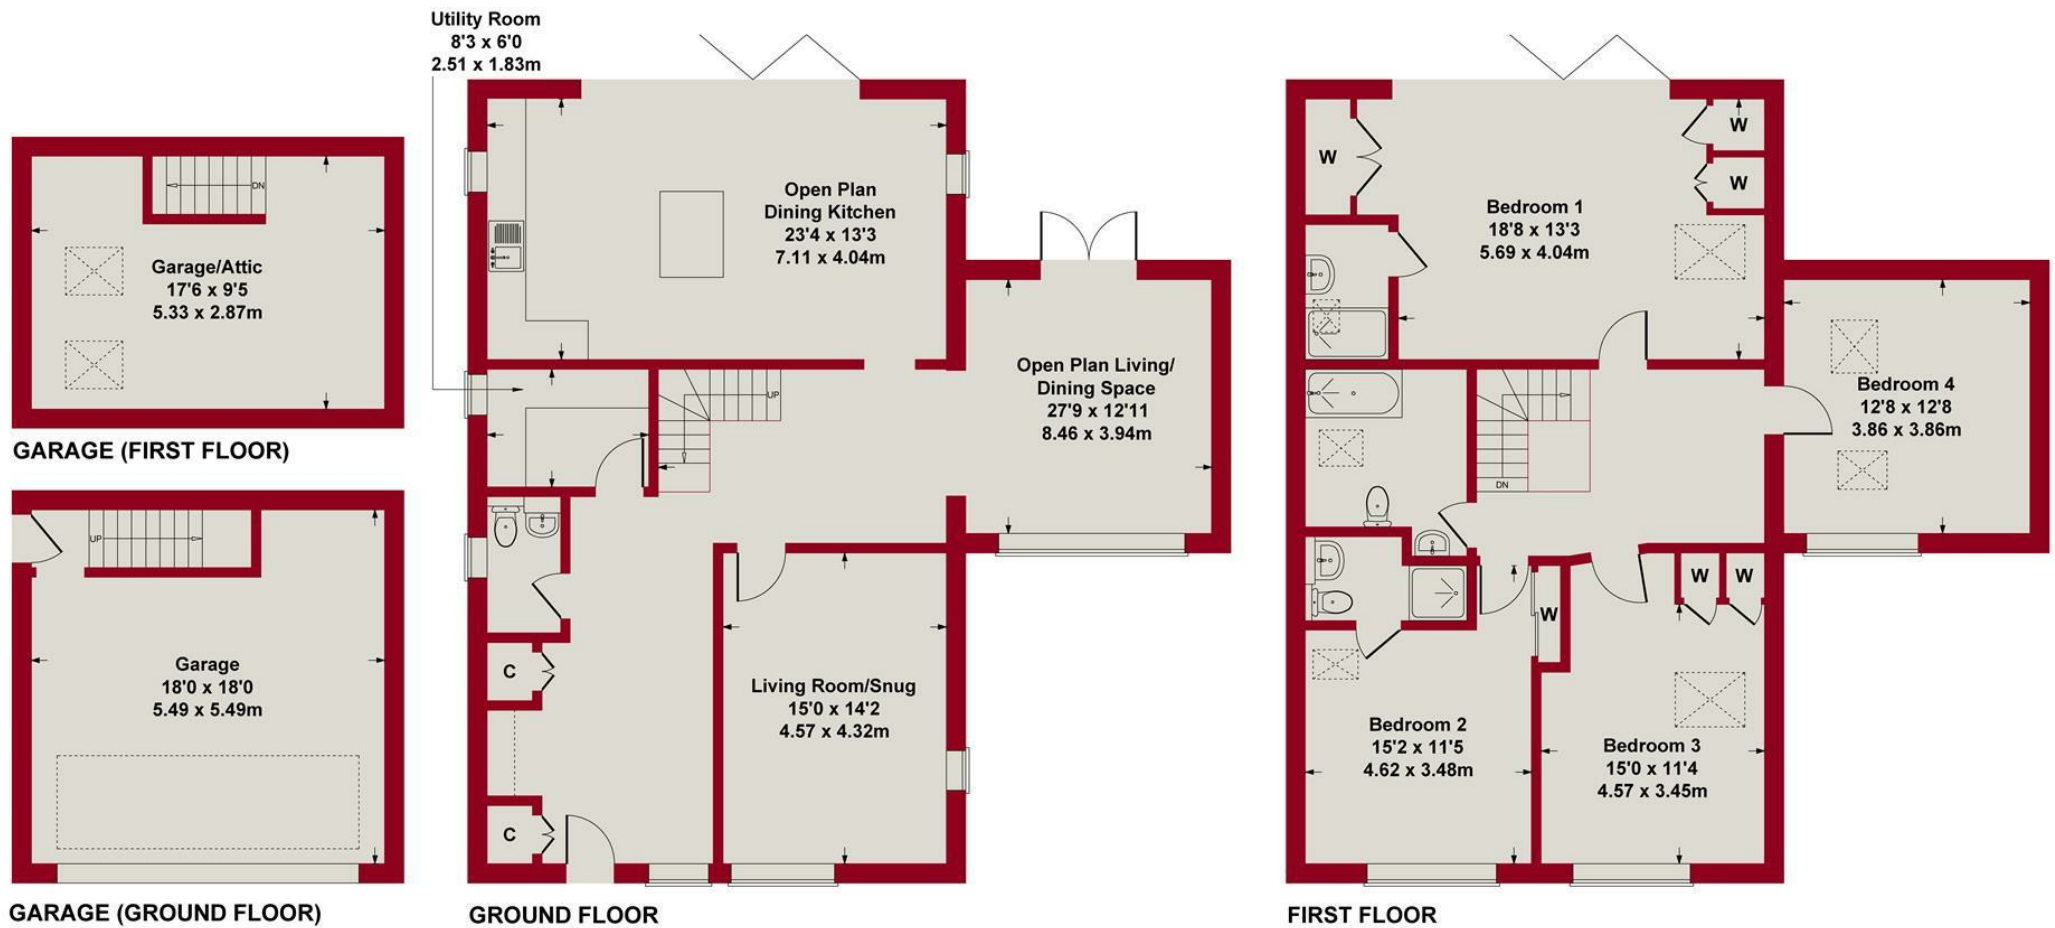 Utility Room
8'3 x 6'0
2.51 x 1.83m
DN
Garage/Attic
17'6 x 9'5
5.33 x 2.87m
GARAGE (FIRST FLOOR)
UP
Garage
18'0 x 18'0
5.49 x 5.49m
GARAGE (GROUND FLOOR)
Open Plan
Dining Kitchen
23'4 x 13'3
7.11 x 4.04m
UP
Open Plan Living/
Dining Space
27'9 x 12'11
8.46 x 3.94m
C
Living Room/Snug
15'0 x 14'2
4.57 x 4.32m
C
GROUND FLOOR
W
W
W
Bedroom 1
18'8 x 13'3
5.69 x 4.04m
Bedroom 4
12'8 x 12'8
3.86 x 3.86m
DN
W
W
W
Bedroom 2
15'2 x 11'5
4.62 x 3.48m
Bedroom 3
15'0 x 11'4
4.57 x 3.45m
FIRST FLOOR